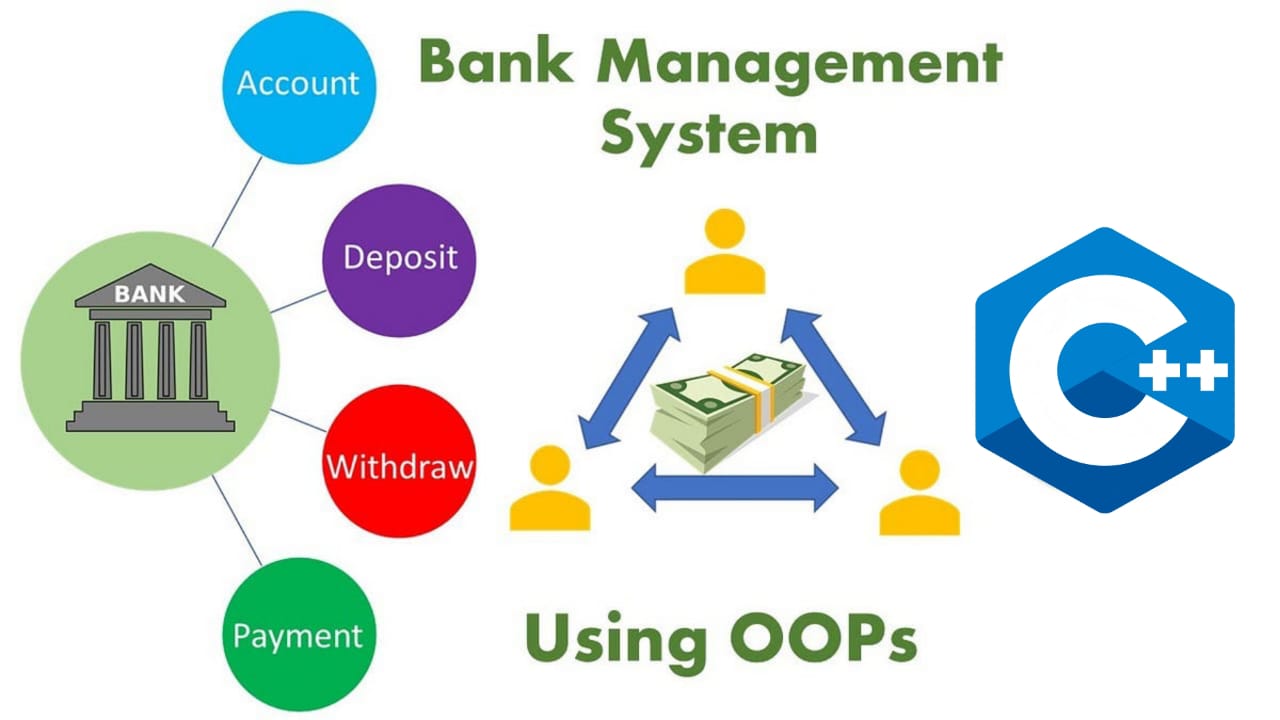 Account
Bank Management
System
Deposit
BANK
Withdraw
Payment
Using OOPs
C++